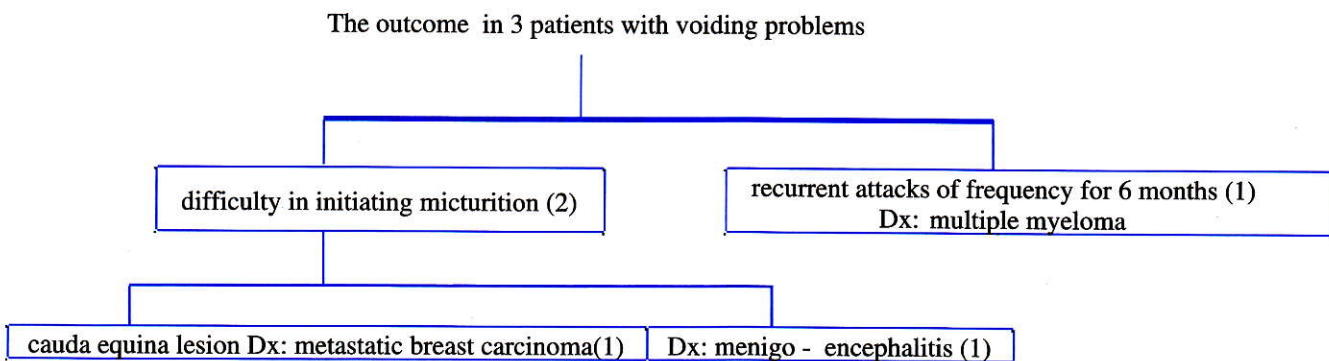 The outcome in 3 patients with voiding problems
difficulty in initiating micturition (2)
recurrent attacks of frequency for 6 months (1)
Dx: multiple myeloma
cauda equina lesion Dx: metastatic breast carcinoma(1)
Dx: menigo - encephalitis (1)